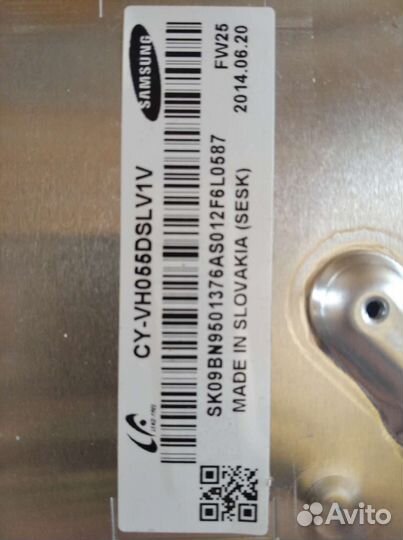 SAMSUNG
FW25
2014.06.20
CY-VH055DSLV1V
SK09BN9501376AS012F6L0587
MADE IN SLOVAKIA (SESK)
Avito